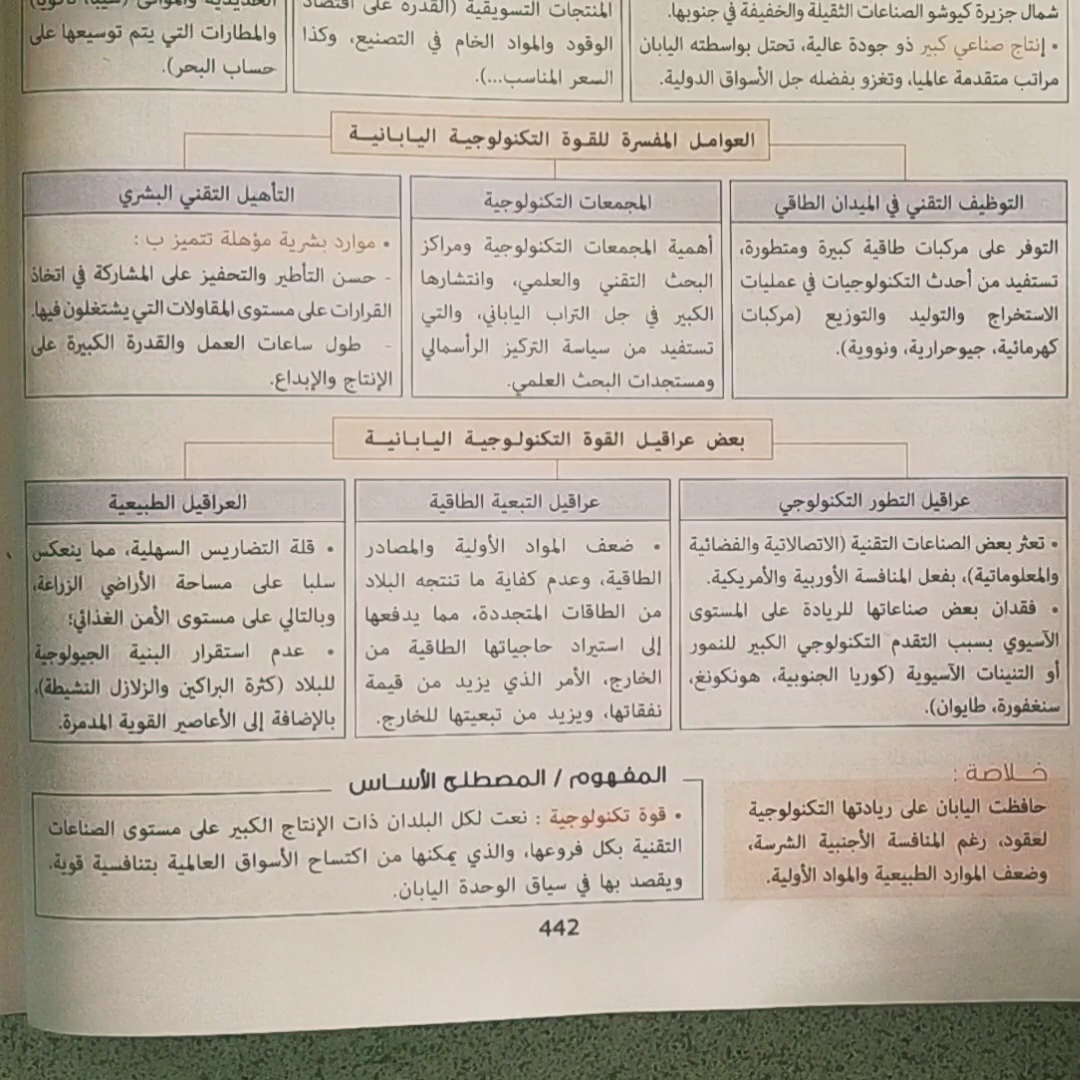 شمال جزيرة كيوشو الصناعات الثقيلة والخفيفة في جنوبها.
• إنتاج صناعي كبير ذو جودة عالية، تحتل بواسطته اليابان
مراتب متقدمة عالميا، وتغزو بفضله جل الأسواق الدولية.
المنتجات التسويقية (القدرة على اقتصاد
الوقود والمواد الخام في التصنيع، وكذا
السعر المناسب...).
والمطارات التي يتم توسيعها على
حساب البحر).
العوامل المفسرة للقوة التكنولوجية اليابانية
التوظيف التقني في الميدان الطاقي
التوفر على مركبات طاقية كبيرة ومتطورة،
تستفيد من أحدث التكنولوجيات في عمليات
الاستخراج والتوليد والتوزيع (مركبات
كهرمائية، جيوحرارية، ونووية).
المجمعات التكنولوجية
أهمية المجمعات التكنولوجية ومراكز
البحث التقني والعلمي، وانتشارها
الكبير في جل التراب الياباني، والتي
تستفيد من سياسة التركيز الرأسمالي
ومستجدات البحث العلمي.
التأهيل التقني البشري
• موارد بشرية مؤهلة تتميز ب :
- حسن التأطير والتحفيز على المشاركة في اتخاذ
القرارات على مستوى المقاولات التي يشتغلون فيها.
- طول ساعات العمل والقدرة الكبيرة على
الإنتاج والإبداع.
بعض عراقيل القوة التكنولوجية اليابانية
عراقيل التطور التكنولوجي
• تعثر بعض الصناعات التقنية (الاتصالاتية والفضائية
والمعلوماتية)، بفعل المنافسة الأوربية والأمريكية.
• فقدان بعض صناعاتها للريادة على المستوى
الآسيوي بسبب التقدم التكنولوجي الكبير للنمور
أو التنينات الآسيوية (كوريا الجنوبية، هونكونغ،
سنغفورة، طايوان).
عراقيل التبعية الطاقية
• ضعف المواد الأولية والمصادر
الطاقية، وعدم كفاية ما تنتجه البلاد
من الطاقات المتجددة، مما يدفعها
إلى استيراد حاجياتها الطاقية من
الخارج، الأمر الذي يزيد من قيمة
نفقاتها، ويزيد من تبعيتها للخارج.
العراقيل الطبيعية
• قلة التضاريس السهلية، مما ينعكس
سلبا على مساحة الأراضي الزراعة،
وبالتالي على مستوى الأمن الغذائي؛
• عدم استقرار البنية الجيولوجية
للبلاد (كثرة البراكين والزلازل النشيطة)،
بالإضافة إلى الأعاصير القوية المدمرة.
خلاصة :
حافظت اليابان على ريادتها التكنولوجية
لعقود، رغم المنافسة الأجنبية الشرسة،
وضعف الموارد الطبيعية والمواد الأولية.
المفهوم / المصطلح الأساس
• قوة تكنولوجية : نعت لكل البلدان ذات الإنتاج الكبير على مستوى الصناعات
التقنية بكل فروعها، والذي يمكنها من اكتساح الأسواق العالمية بتنافسية قوية.
ويقصد بها في سياق الوحدة اليابان.
442